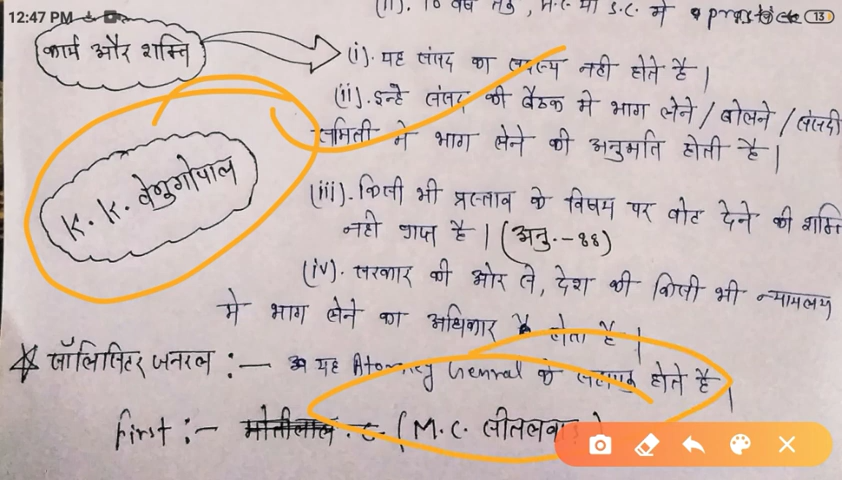 12:47 PM
(ii). 10 वर्ष तक, H.C. या S.C. में practice
13
कार्य और शक्ति
(i). यह संसद का सदस्य नही होते है |
(ii). इन्हे संसद की बैठक मे भाग लेने / बोलने / संसदी
समिती मे भाग लेने की अनुमति होती है |
K. K. वेणुगोपाल
(iii). किसी भी प्रस्ताव के विषय पर वोट देने की शक्ति
नही प्राप्त है | (अनु.-88)
(iv). सरकार की ओर से, देश की किसी भी न्यायालय
मे भाग लेने का अधिकार होता है |
सॉलिसिटर जनरल :— यह Attorney General के सहायक होते है |
First :- मोतीलाल . C. (M.C. सीतलवाड़)